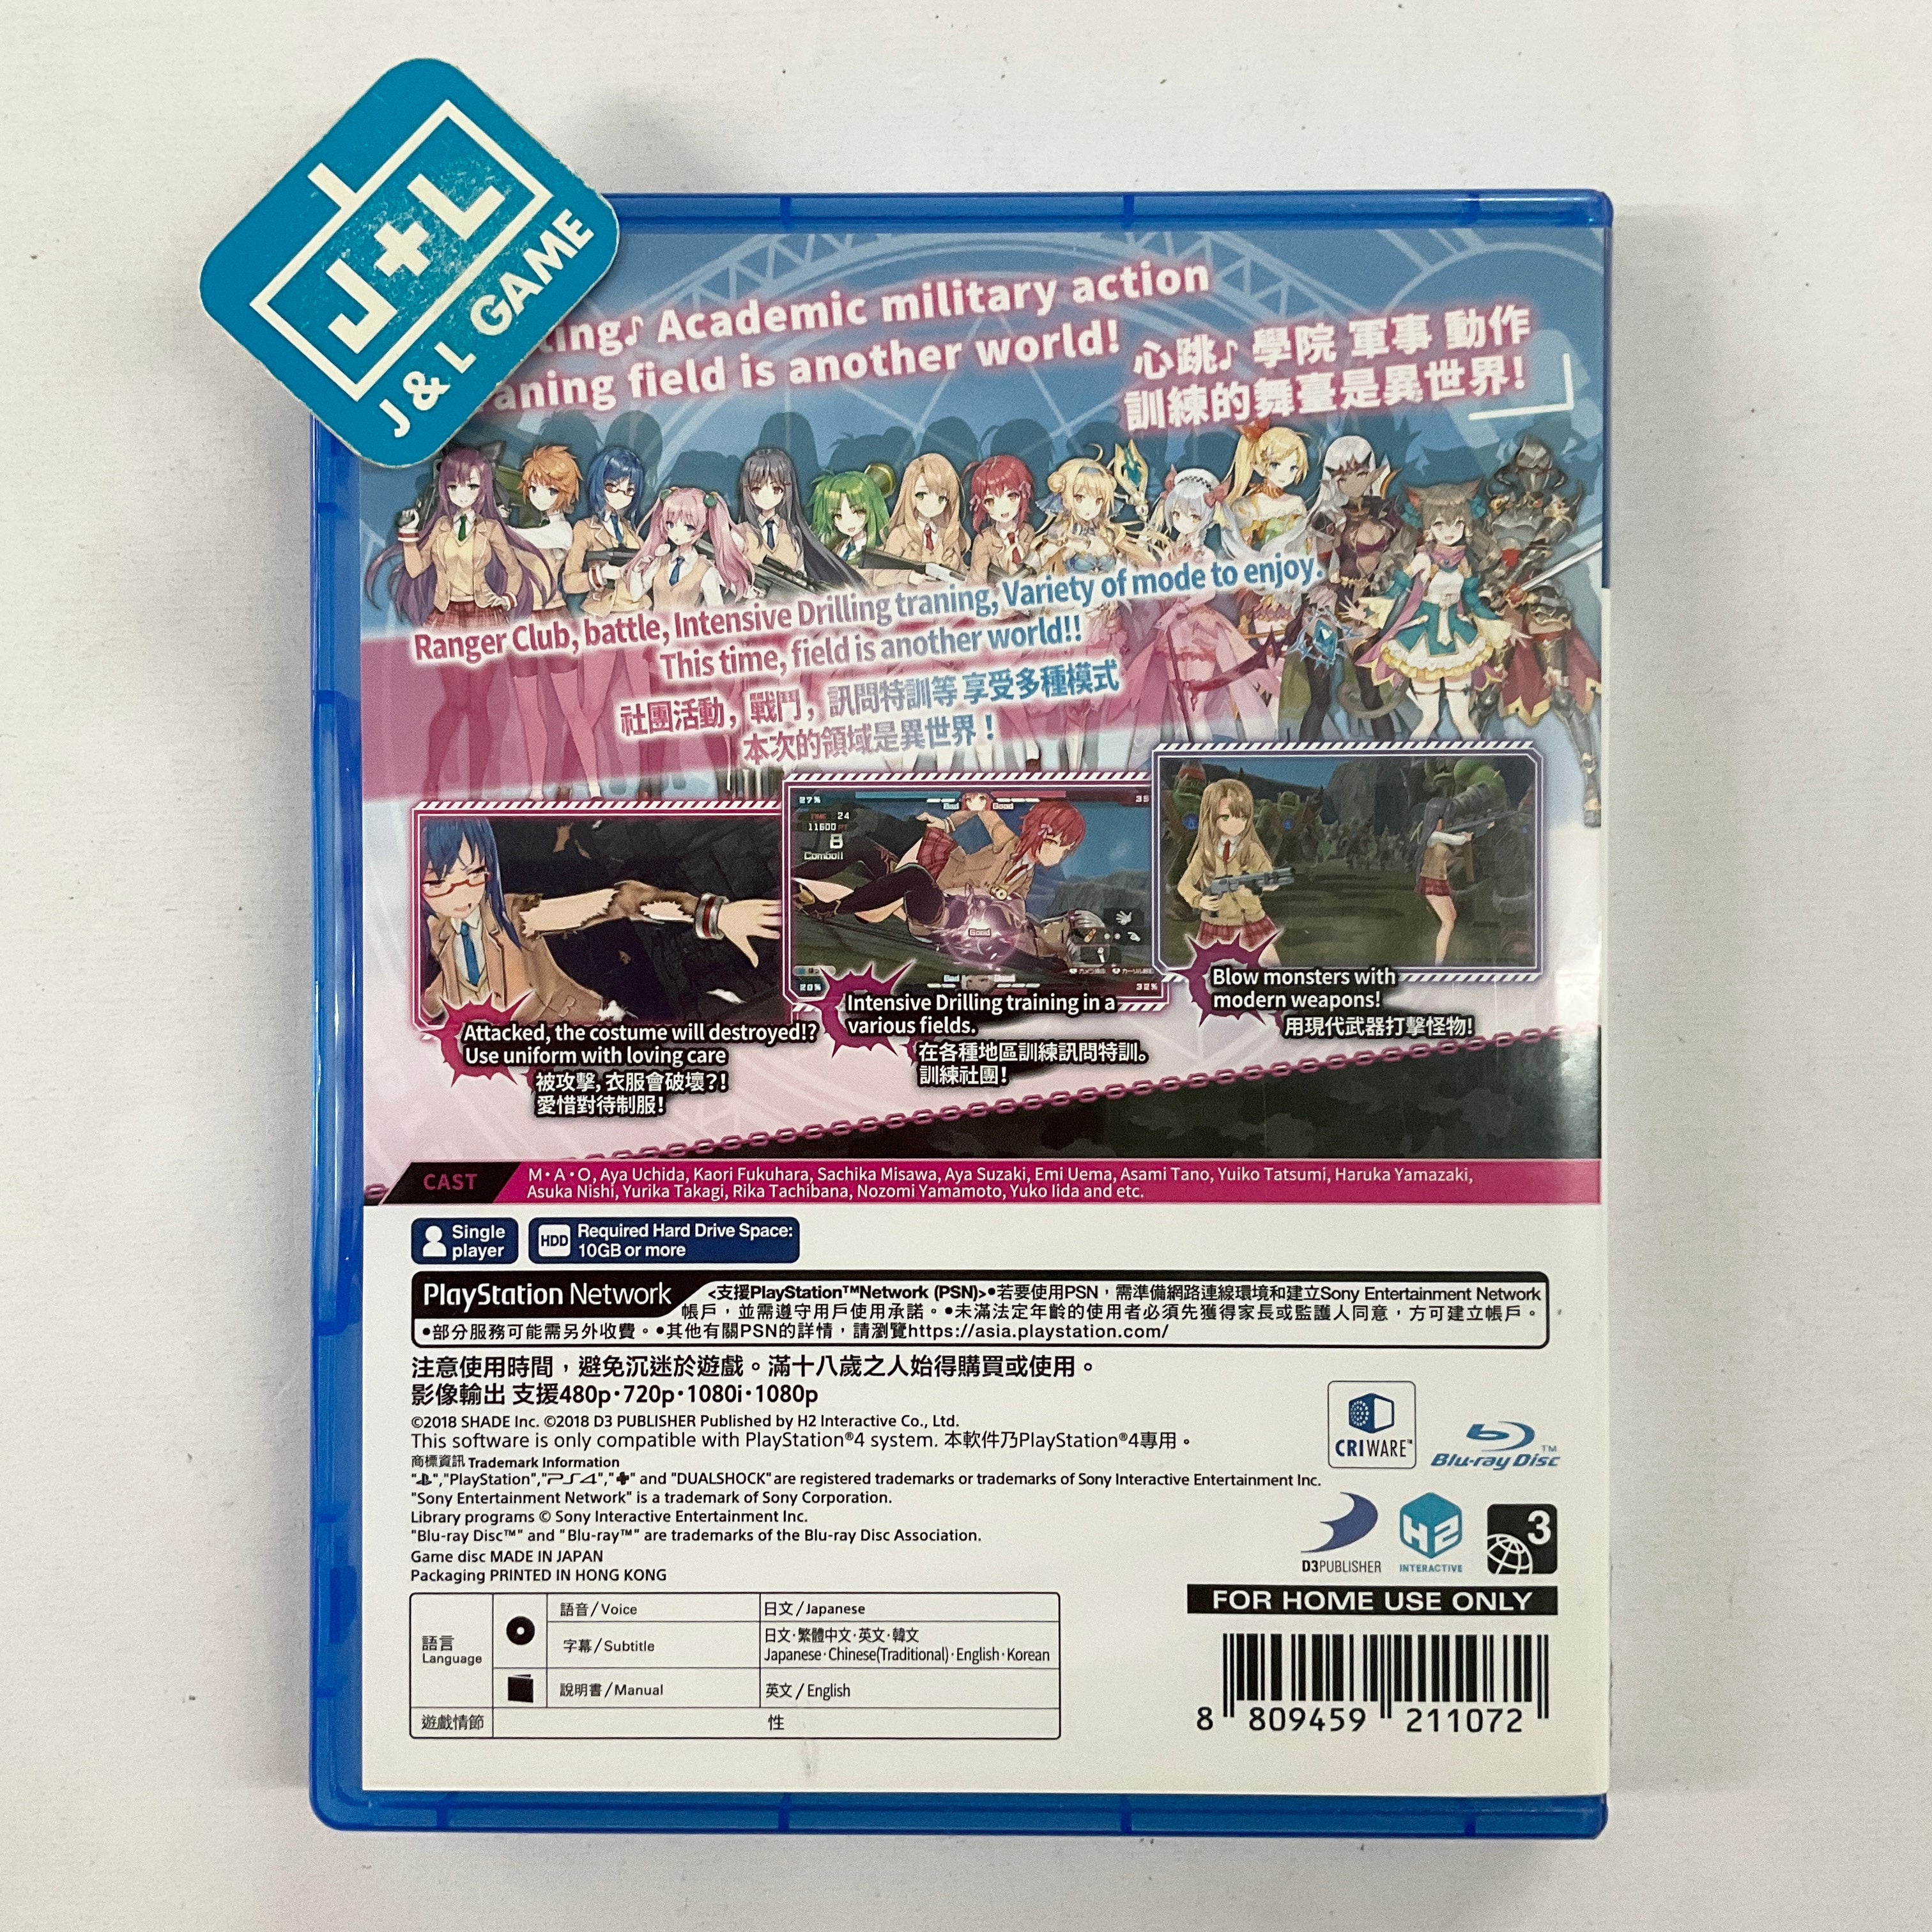 J+L
J & L GAME
Academic military action
field is another world!
心跳♪ 學院 軍事 動作
訓練的舞臺是異世界!
Ranger Club, battle, Intensive Drilling traning, Variety of mode to enjoy.
This time, field is another world!!
社團活動，戰鬥，訊問特訓等 享受多種模式
本次的領域是異世界！
27%
TIME 24
11600
B
Good
35
Good
20%
32%
Attacked, the costume will destroyed!?
Use uniform with loving care
被攻擊, 衣服會破壞?!
愛惜對待制服!
Intensive Drilling training in a
various fields.
在各種地區訓練訊問特訓。
訓練社團!
Blow monsters with
modern weapons!
用現代武器打擊怪物!
CAST
M・A・O, Aya Uchida, Kaori Fukuhara, Sachika Misawa, Aya Suzaki, Emi Uema, Asami Tano, Yuiko Tatsumi, Haruka Yamazaki,
Asuka Nishi, Yurika Takagi, Rika Tachibana, Nozomi Yamamoto, Yuko Iida and etc.
Single
player
HDD
Required Hard Drive Space:
10GB or more
PlayStation Network
<支援PlayStation™Network (PSN)>•若要使用PSN，需準備網路連線環境和建立Sony Entertainment Network
帳戶，並需遵守用戶使用承諾。•未滿法定年齡的使用者必須先獲得家長或監護人同意，方可建立帳戶。
•部分服務可能需另外收費。•其他有關PSN的詳情，請瀏覽https://asia.playstation.com/
注意使用時間，避免沉迷於遊戲。滿十八歲之人始得購買或使用。
影像輸出 支援480p･720p･1080i･1080p
©2018 SHADE Inc. ©2018 D3 PUBLISHER Published by H2 Interactive Co., Ltd.
This software is only compatible with PlayStation®4 system. 本軟件乃PlayStation®4專用。
商標資訊 Trademark Information
"PS","PlayStation","PS4","✚" and "DUALSHOCK" are registered trademarks or trademarks of Sony Interactive Entertainment Inc.
"Sony Entertainment Network" is a trademark of Sony Corporation.
Library programs © Sony Interactive Entertainment Inc.
"Blu-ray Disc™" and "Blu-ray™" are trademarks of the Blu-ray Disc Association.
Game disc MADE IN JAPAN
Packaging PRINTED IN HONG KONG
CRIWARE™
Blu-ray Disc™
D3PUBLISHER
H2
INTERACTIVE
3
FOR HOME USE ONLY
語言
Language
語音/Voice
日文/Japanese
字幕/Subtitle
日文･繁體中文･英文･韓文
Japanese･Chinese(Traditional)･English･Korean
說明書/Manual
英文/English
遊戲情節
性
8 809459 211072